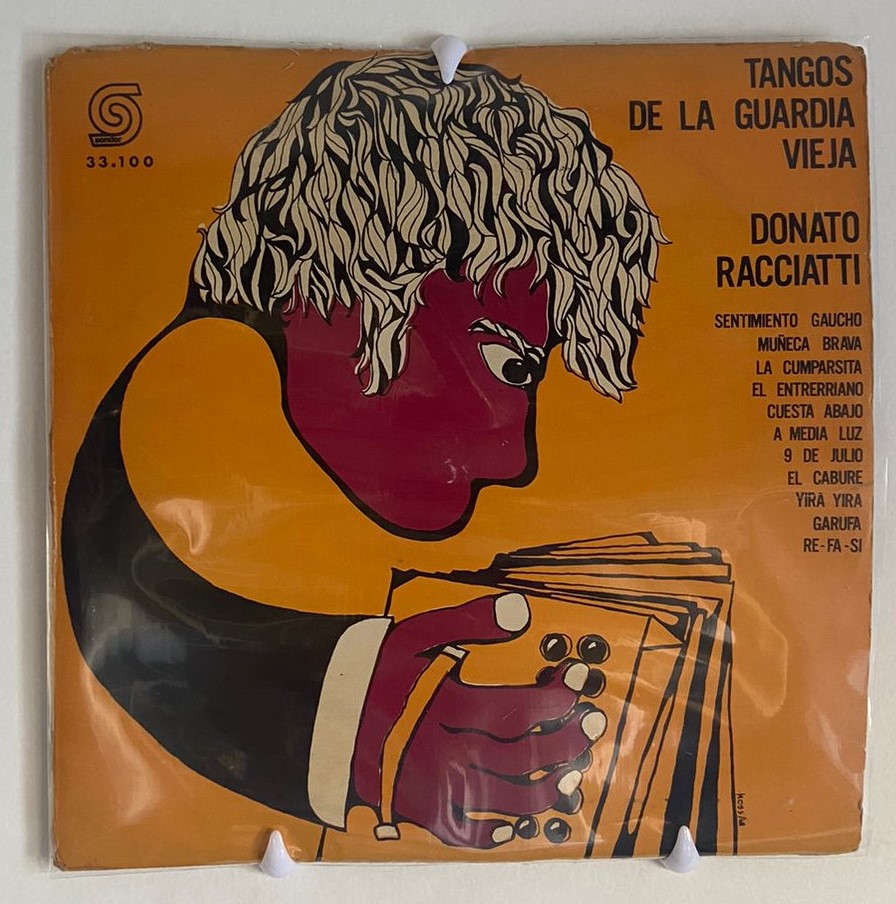 sondor
33.100
TANGOS
DE LA GUARDIA
VIEJA
DONATO
RACCIATTI
SENTIMIENTO GAUCHO
MUÑECA BRAVA
LA CUMPARSITA
EL ENTRERRIANO
CUESTA ABAJO
A MEDIA LUZ
9 DE JULIO
EL CABURE
YIRA YIRA
GARUFA
RE-FA-SI